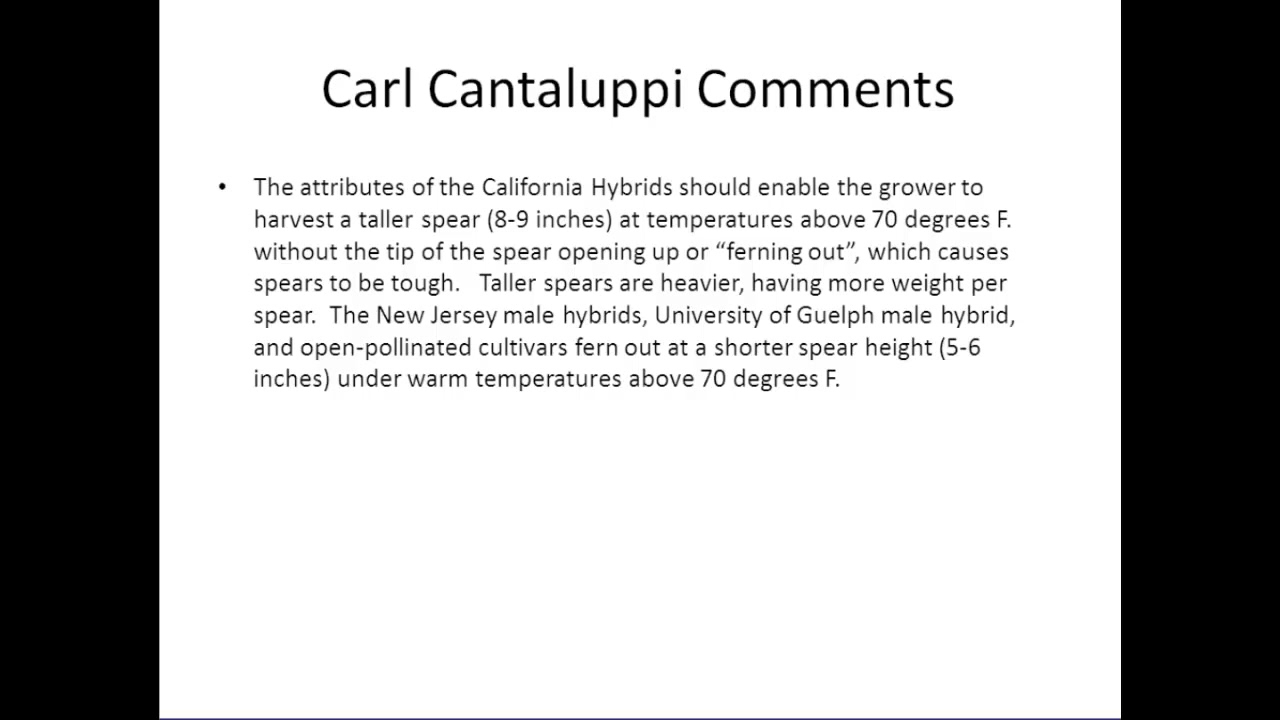 Carl Cantaluppi Comments
• The attributes of the California Hybrids should enable the grower to
harvest a taller spear (8-9 inches) at temperatures above 70 degrees F.
without the tip of the spear opening up or “ferning out”, which causes
spears to be tough.   Taller spears are heavier, having more weight per
spear.  The New Jersey male hybrids, University of Guelph male hybrid,
and open-pollinated cultivars fern out at a shorter spear height (5-6
inches) under warm temperatures above 70 degrees F.